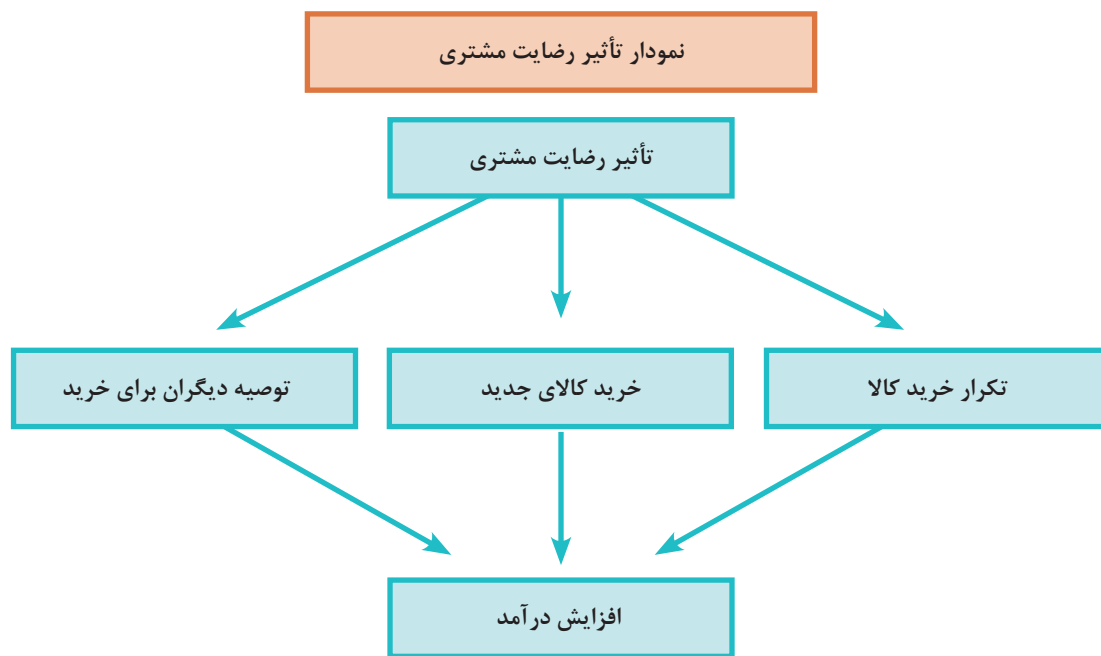 نمودار تأثیر رضایت مشتری
تأثیر رضایت مشتری
تکرار خرید کالا
خرید کالای جدید
توصیه دیگران برای خرید
افزایش درآمد